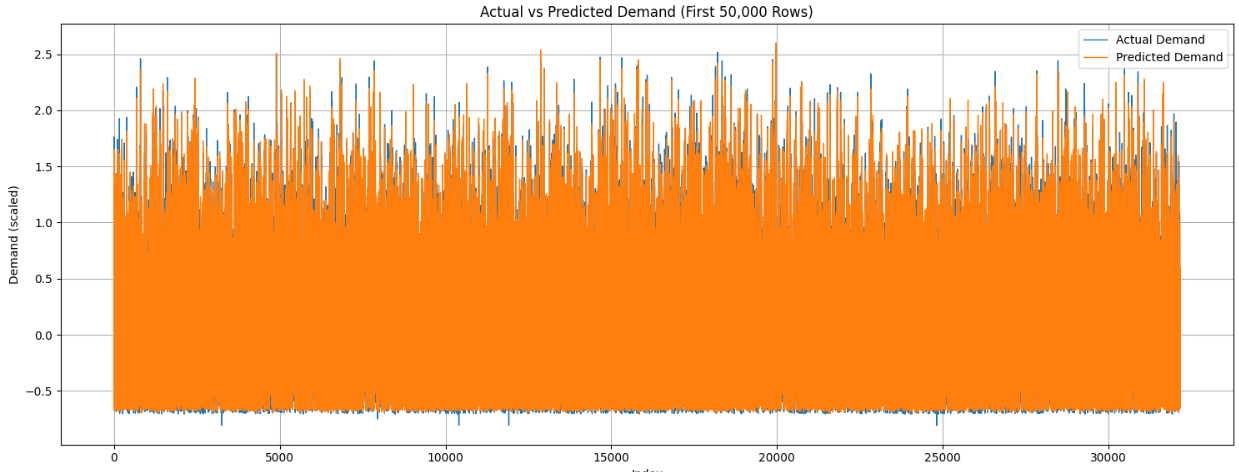 Actual vs Predicted Demand (First 50,000 Rows)
Actual Demand
Predicted Demand
Demand (scaled)
2.5
2.0
1.5
1.0
0.5
0.0
−0.5
0 5000 10000 15000 20000 25000 30000